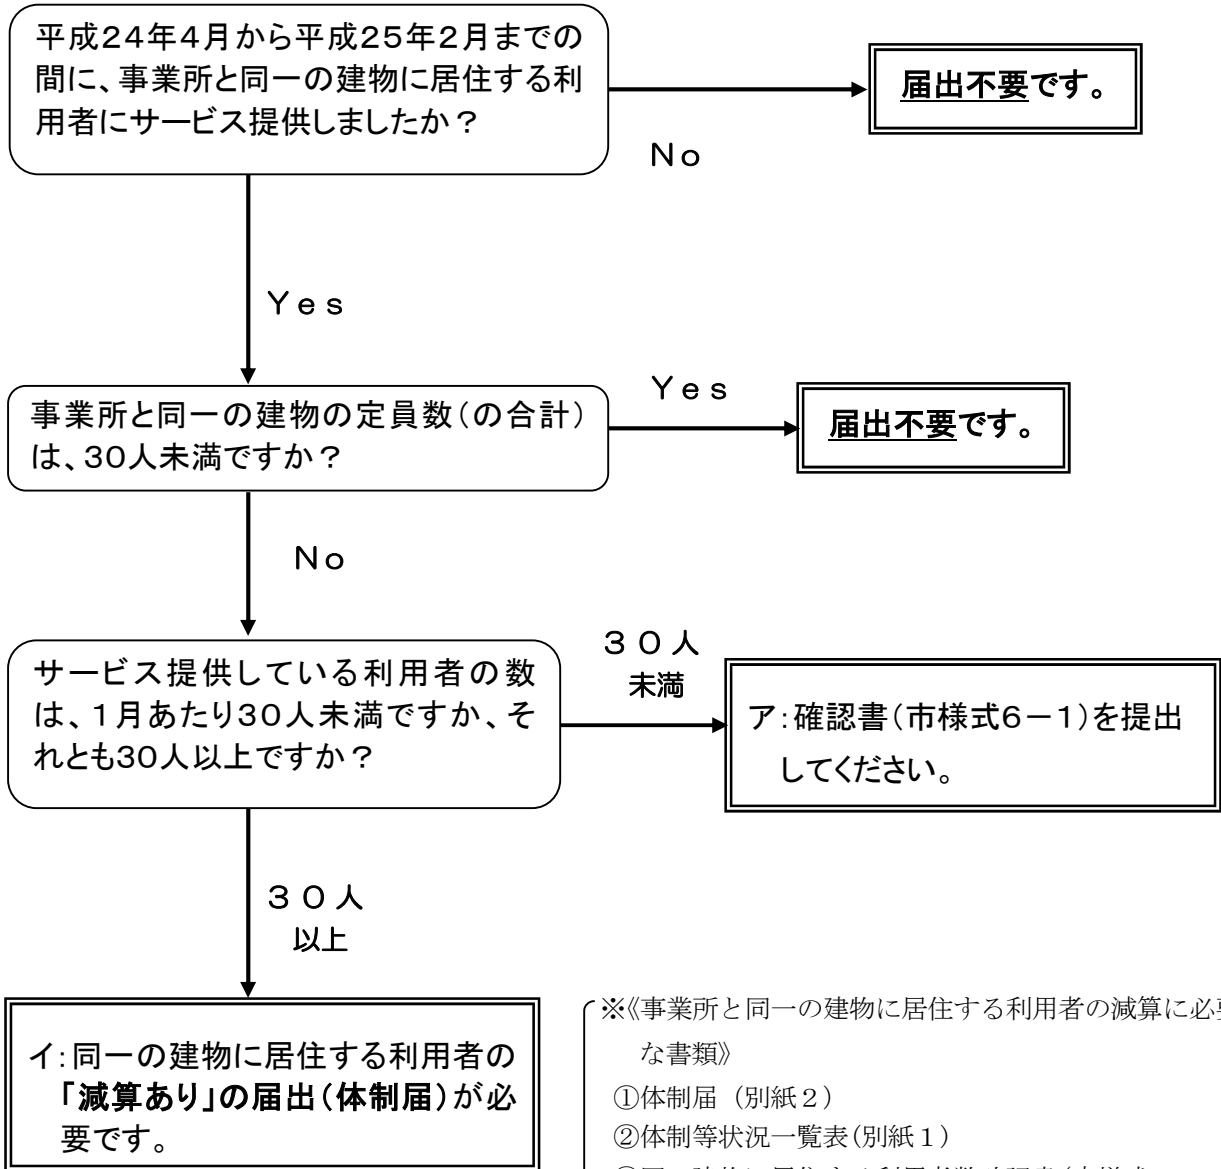 平成24年4月から平成25年2月までの
間に、事業所と同一の建物に居住する利
用者にサービス提供しましたか？
届出不要です。
No
Yes
事業所と同一の建物の定員数(の合計)
は、30人未満ですか？
Yes
届出不要です。
No
サービス提供している利用者の数
は、1月あたり30人未満ですか、そ
れとも30人以上ですか？
30人
未満
ア:確認書(市様式6－1)を提出
してください。
30人
以上
イ:同一の建物に居住する利用者の
「減算あり」の届出(体制届)が必
要です。
※《事業所と同一の建物に居住する利用者の減算に必要
な書類》
①体制届（別紙２）
②体制等状況一覧表(別紙１)